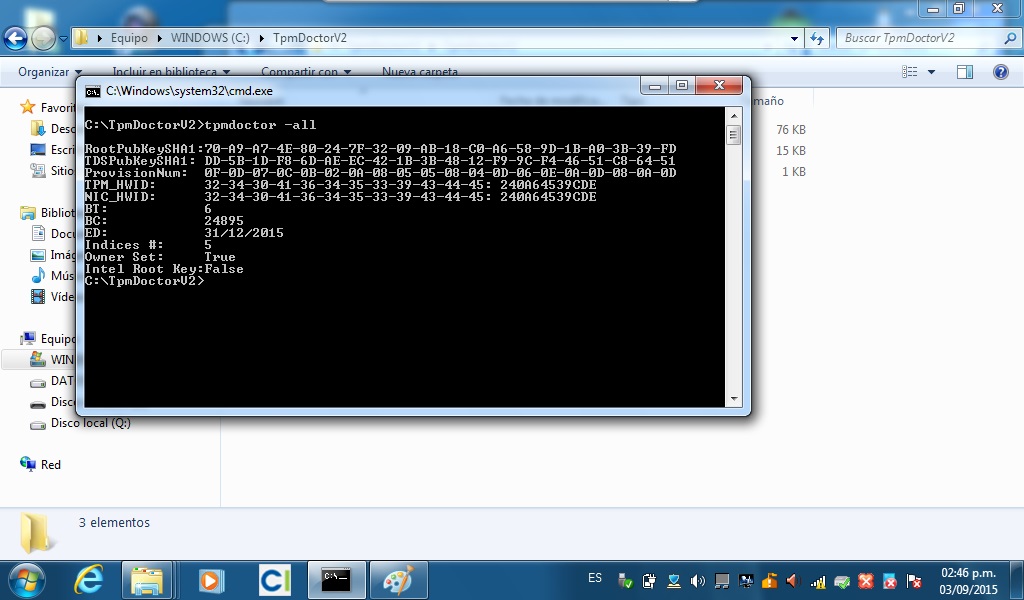 Equipo WINDOWS (C:) TpmDoctorV2
Buscar TpmDoctorV2
Organizar Incluir en biblioteca Compartir con Nueva carpeta
C:\Windows\system32\cmd.exe
C:\TpmDoctorV2>tpmdoctor -all
RootPubKeySHA1:70-A9-A7-4E-80-24-7F-32-09-AB-18-C0-A6-58-9D-1B-A0-3B-39-FD
TDSPubKeySHA1: DD-5B-1D-F8-6D-AE-EC-42-1B-3B-48-12-F9-9C-F4-46-51-C8-64-51
ProvisionNum: 0F-0D-07-0C-0B-02-0A-08-05-05-08-04-0D-06-0E-0A-0D-08-0A-0D
TPM_HWID: 32-34-30-41-36-34-35-33-39-43-44-45: 240A64539CDE
NIC_HWID: 32-34-30-41-36-34-35-33-39-43-44-45: 240A64539CDE
BT: 6
BC: 24895
ED: 31/12/2015
Indices #: 5
Owner Set: True
Intel Root Key:False
C:\TpmDoctorV2>
Favorit
Desc
Escri
Sitio
Bibliot
Docu
Imág
Mús
Víde
Equipo
WIN
DAT
Disco
Disco local (Q:)
Red
maño
76 KB
15 KB
1 KB
3 elementos
CI
ES
02:46 p.m.
03/09/2015